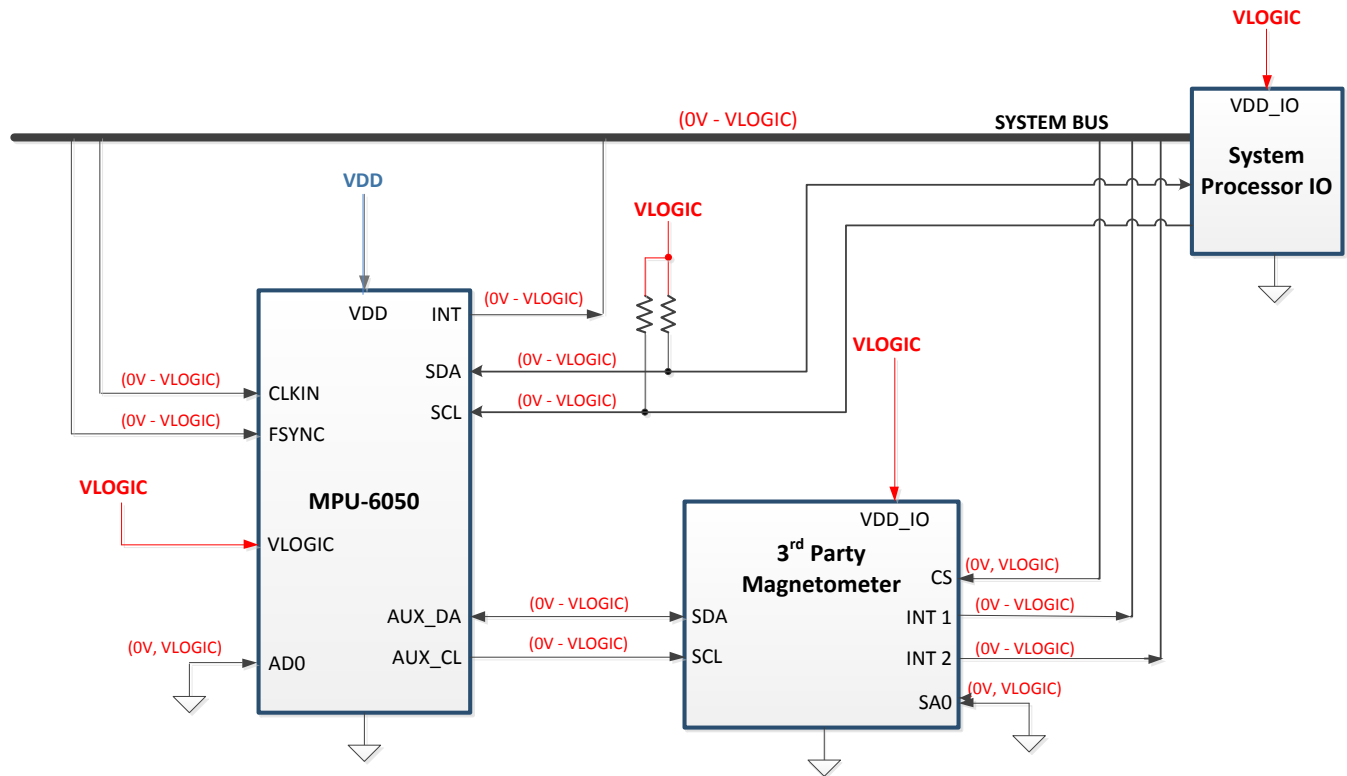 VLOGIC
VDD_IO
System
Processor IO
(0V - VLOGIC)
SYSTEM BUS
VDD
VLOGIC
VDD
INT
(0V - VLOGIC)
SDA
(0V - VLOGIC)
SCL
(0V - VLOGIC)
(0V - VLOGIC)
CLKIN
(0V - VLOGIC)
FSYNC
VLOGIC
VLOGIC
MPU-6050
AUX_DA
(0V - VLOGIC)
AUX_CL
(0V - VLOGIC)
(0V, VLOGIC)
AD0
VLOGIC
VDD_IO
3rd Party
Magnetometer
SDA
SCL
CS
(0V, VLOGIC)
INT 1
(0V - VLOGIC)
INT 2
(0V - VLOGIC)
SA0
(0V, VLOGIC)